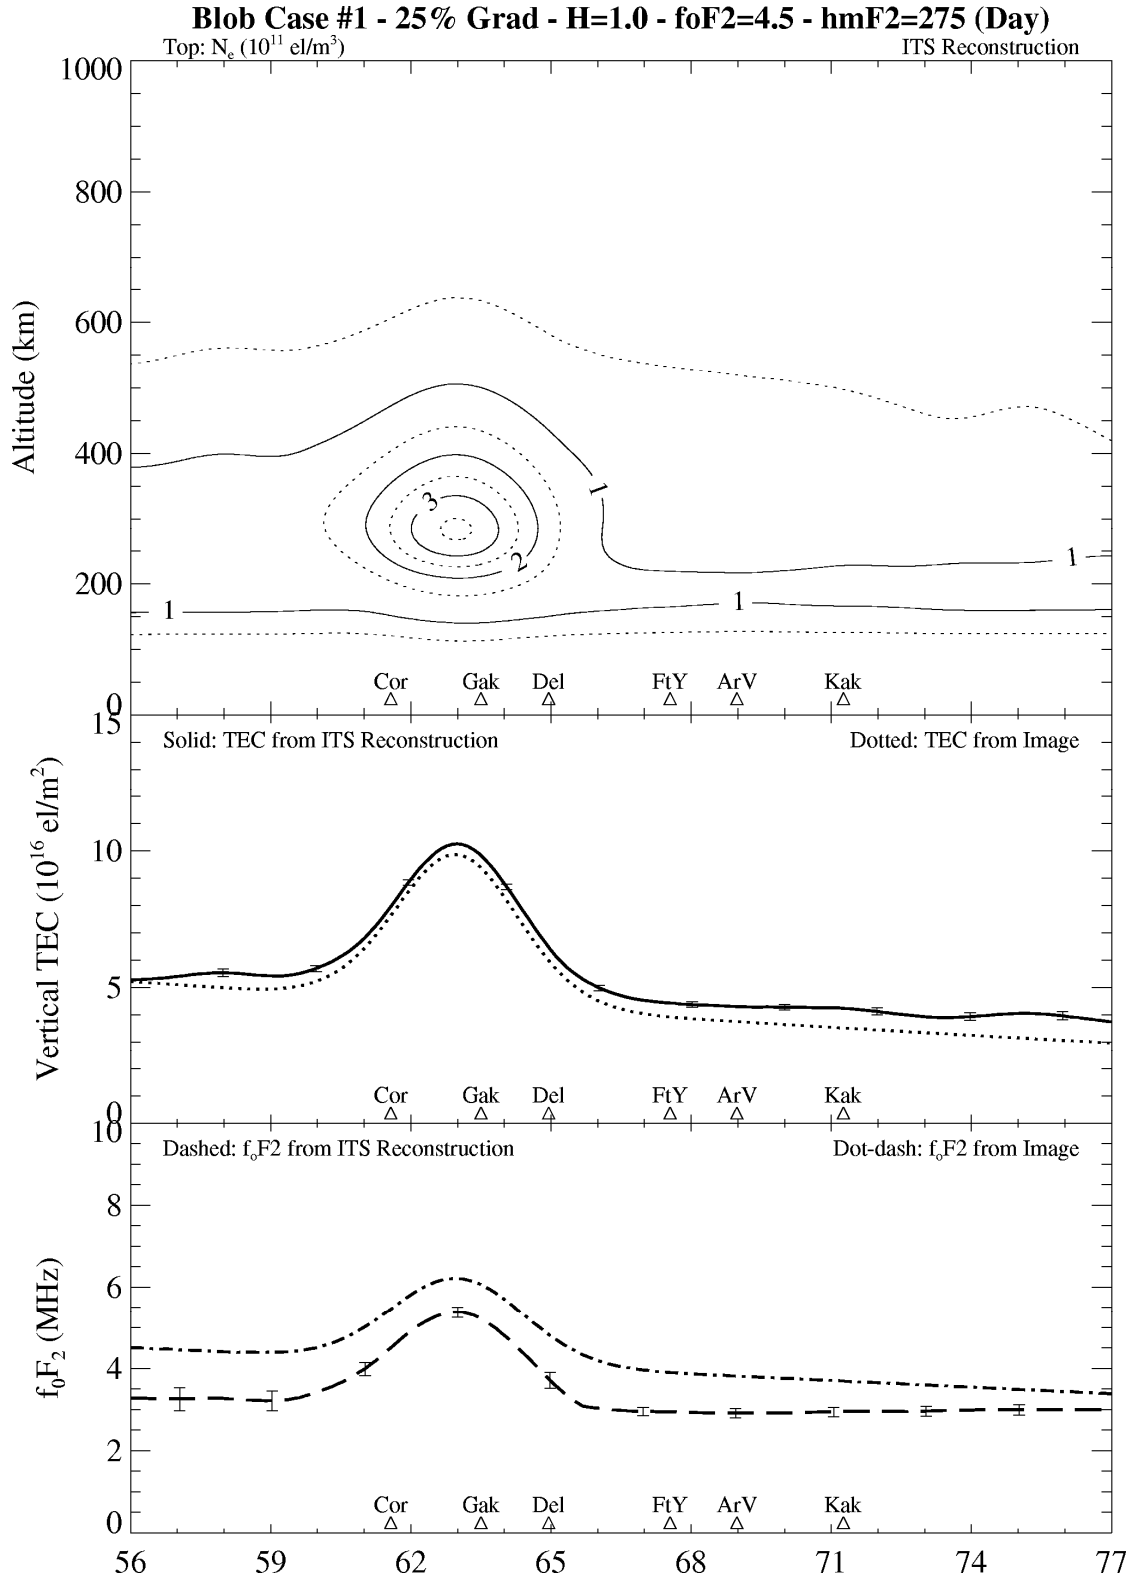 Blob Case #1 - 25% Grad - H=1.0 - foF2=4.5 - hmF2=275 (Day)
Top: Nₑ (10¹¹ el/m³) ITS Reconstruction
Altitude (km)
1000
800
600
400
200
0
1
3
2
1
1
1
Cor Gak Del FtY ArV Kak
Vertical TEC (10¹⁶ el/m²)
Solid: TEC from ITS Reconstruction Dotted: TEC from Image
15
10
5
0
Cor Gak Del FtY ArV Kak
f₀F₂ (MHz)
Dashed: fₒF2 from ITS Reconstruction Dot-dash: fₒF2 from Image
10
8
6
4
2
0
Cor Gak Del FtY ArV Kak
56 59 62 65 68 71 74 77